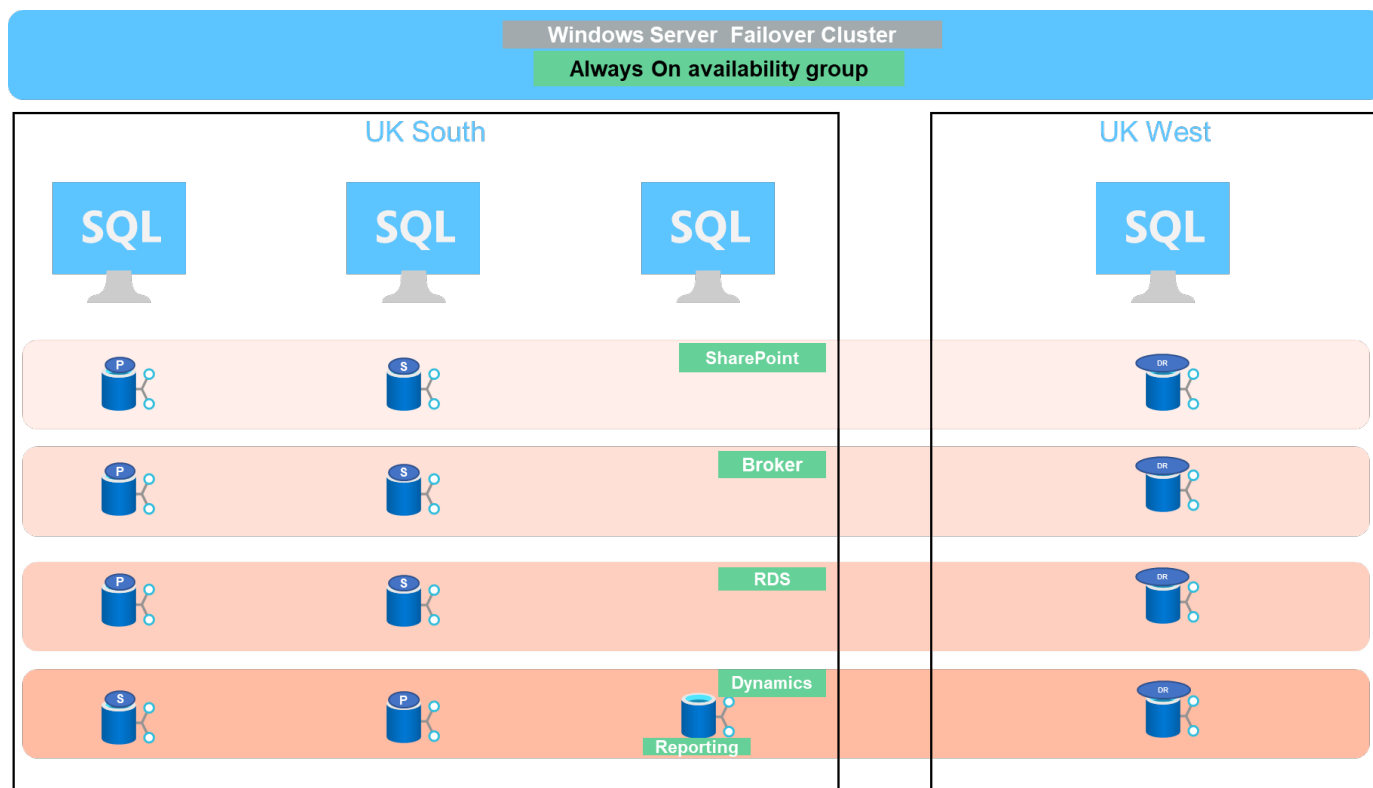 Windows Server Failover Cluster
Always On availability group
UK South
UK West
SQL
SQL
SQL
SQL
SharePoint
P
S
DR
Broker
P
S
DR
RDS
P
S
DR
Dynamics
S
P
DR
Reporting